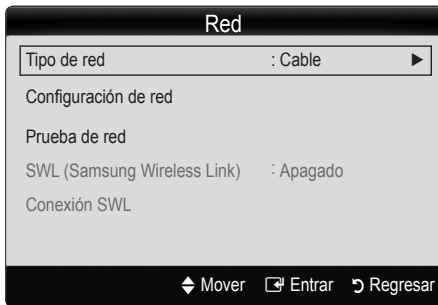 Red
Tipo de red : Cable ▶
Configuración de red
Prueba de red
SWL (Samsung Wireless Link) : Apagado
Conexión SWL
Mover Entrar Regresar